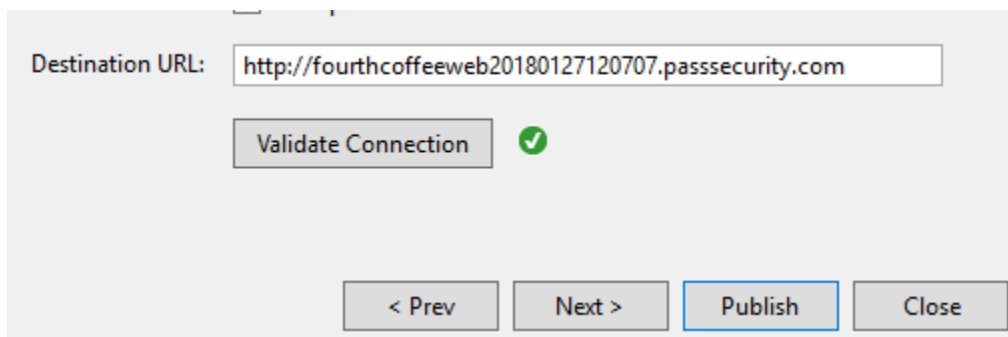 Destination URL: http://fourthcoffeeweb20180127120707.passsecurity.com
Validate Connection
< Prev Next > Publish Close